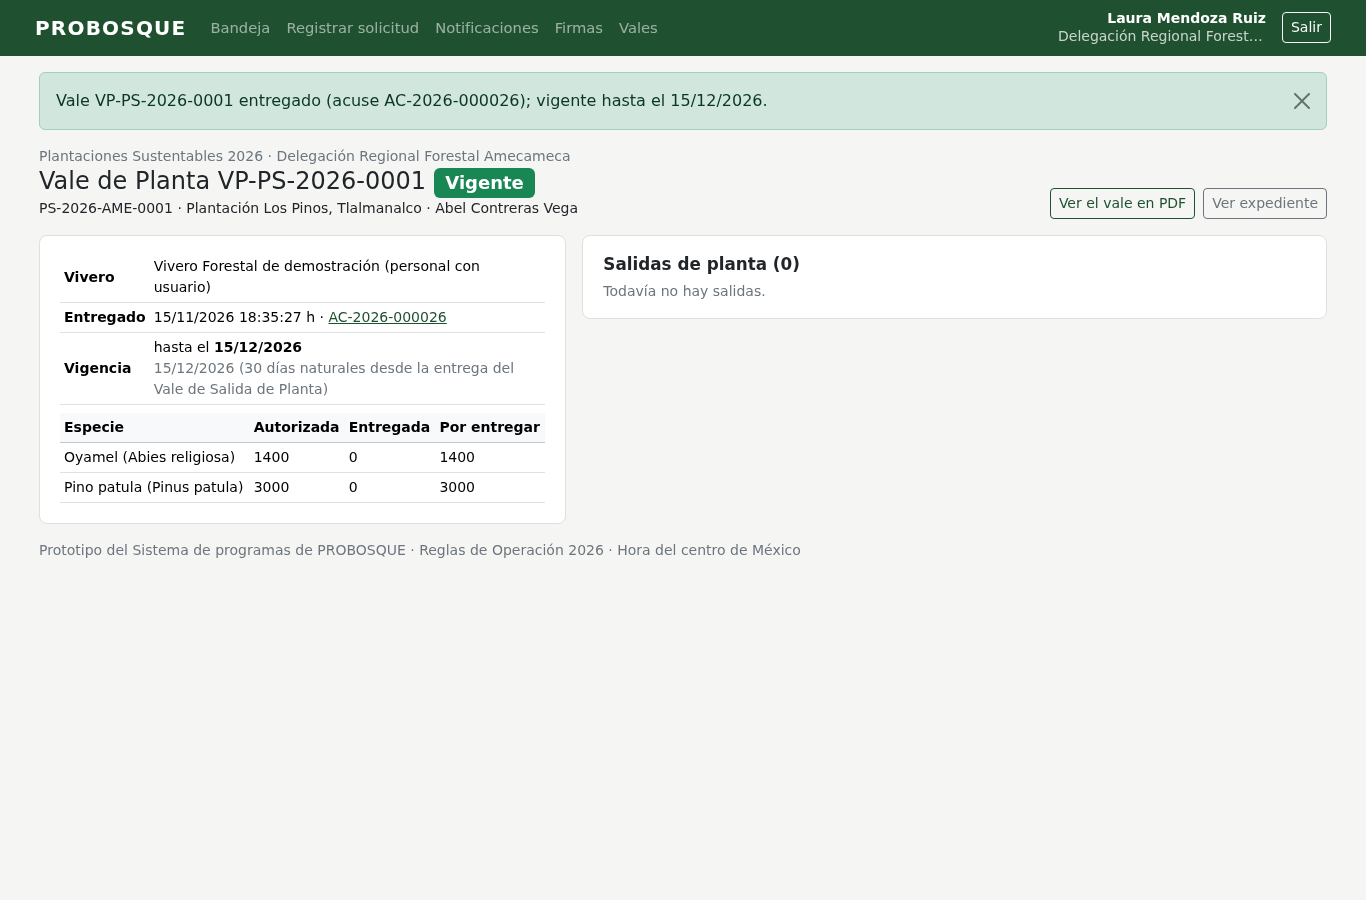 PROBOSQUE Bandeja Registrar solicitud Notificaciones Firmas Vales
Laura Mendoza Ruiz
Delegación Regional Forest…
Salir
Vale VP-PS-2026-0001 entregado (acuse AC-2026-000026); vigente hasta el 15/12/2026.
Plantaciones Sustentables 2026 · Delegación Regional Forestal Amecameca
Vale de Planta VP-PS-2026-0001 Vigente
PS-2026-AME-0001 · Plantación Los Pinos, Tlalmanalco · Abel Contreras Vega
Ver el vale en PDF Ver expediente
Vivero Vivero Forestal de demostración (personal con
usuario)
Entregado 15/11/2026 18:35:27 h · AC-2026-000026
Vigencia hasta el 15/12/2026
15/12/2026 (30 días naturales desde la entrega del
Vale de Salida de Planta)
Especie Autorizada Entregada Por entregar
Oyamel (Abies religiosa) 1400 0 1400
Pino patula (Pinus patula) 3000 0 3000
Salidas de planta (0)
Todavía no hay salidas.
Prototipo del Sistema de programas de PROBOSQUE · Reglas de Operación 2026 · Hora del centro de México